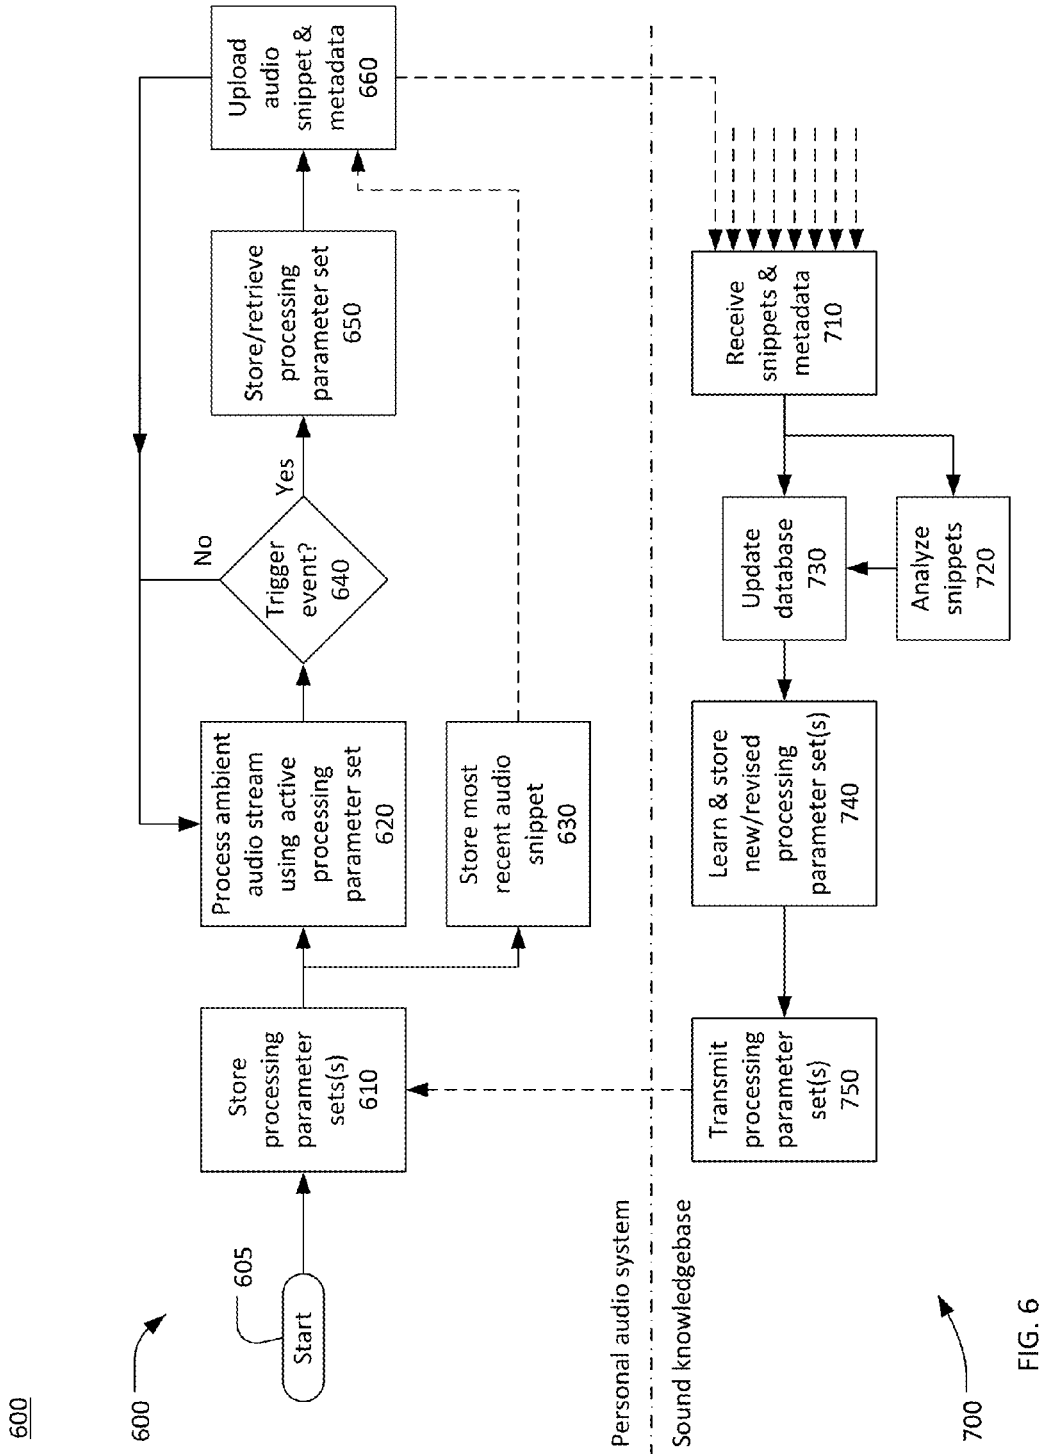 600
600
605
Start
Store
processing
parameter
sets(s)
610
Process ambient
audio stream
using active
processing
parameter set
620
Store most
recent audio
snippet
630
Trigger
event?
640
No
Yes
Store/retrieve
processing
parameter set
650
Upload
audio
snippet &
metadata
660
Personal audio system
Sound knowledgebase
Receive
snippets &
metadata
710
Analyze
snippets
720
Update
database
730
Learn & store
new/revised
processing
parameter set(s)
740
Transmit
processing
parameter
set(s)
750
700
FIG. 6